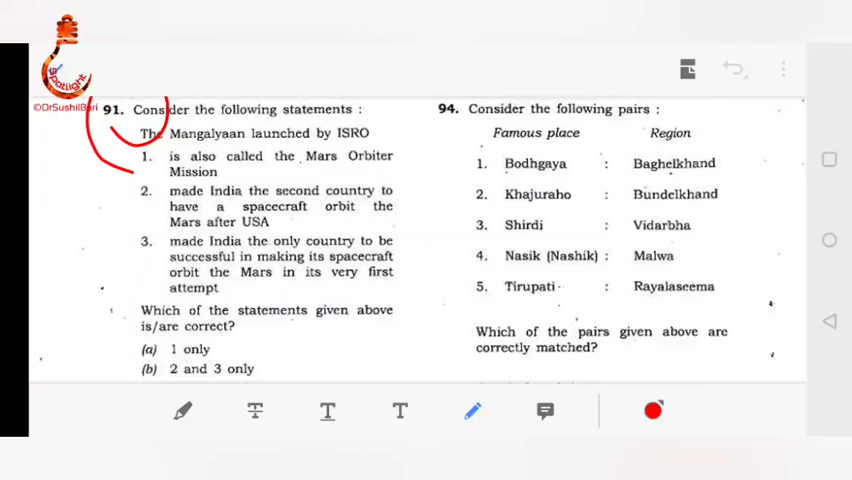 Spotlight
©DrSushilBari
91. Consider the following statements :
The Mangalyaan launched by ISRO
1. is also called the Mars Orbiter
Mission
2. made India the second country to
have a spacecraft orbit the
Mars after USA
3. made India the only country to be
successful in making its spacecraft
orbit the Mars in its very first
attempt
Which of the statements given above
is/are correct?
(a) 1 only
(b) 2 and 3 only
94. Consider the following pairs :
Famous place Region
1. Bodhgaya : Baghelkhand
2. Khajuraho : Bundelkhand
3. Shirdi : Vidarbha
4. Nasik (Nashik) : Malwa
5. Tirupati : Rayalaseema
Which of the pairs given above are
correctly matched?
T T T